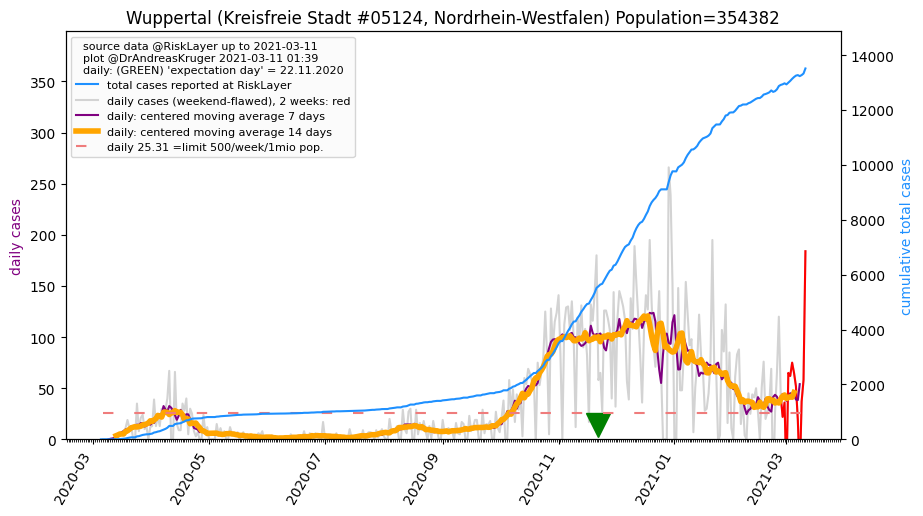 Wuppertal (Kreisfreie Stadt #05124, Nordrhein-Westfalen) Population=354382
source data @RiskLayer up to 2021-03-11
plot @DrAndreasKruger 2021-03-11 01:39
daily: (GREEN) 'expectation day' = 22.11.2020
total cases reported at RiskLayer
daily cases (weekend-flawed), 2 weeks: red
daily: centered moving average 7 days
daily: centered moving average 14 days
daily 25.31 =limit 500/week/1mio pop.
daily cases
350
300
250
200
150
100
50
0
14000
12000
10000
8000
6000
4000
2000
0
cumulative total cases
2020-03
2020-05
2020-07
2020-09
2020-11
2021-01
2021-03